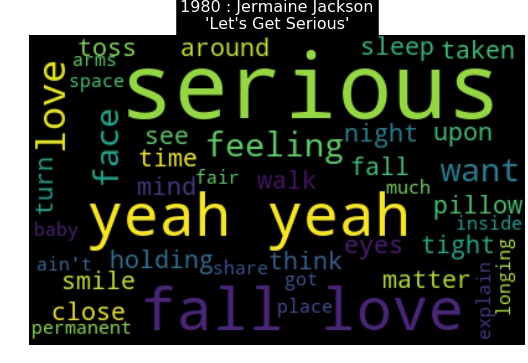 1980 : Jermaine Jackson
'Let's Get Serious'
toss around sleep taken
arms
space
serious
love
face
see feeling night upon
time
turn
mind fair walk fall want
much
yeah yeah pillow
baby
eyes tight inside
ain't holding share think
longing
smile got matter
explain
close place
permanent
fall love